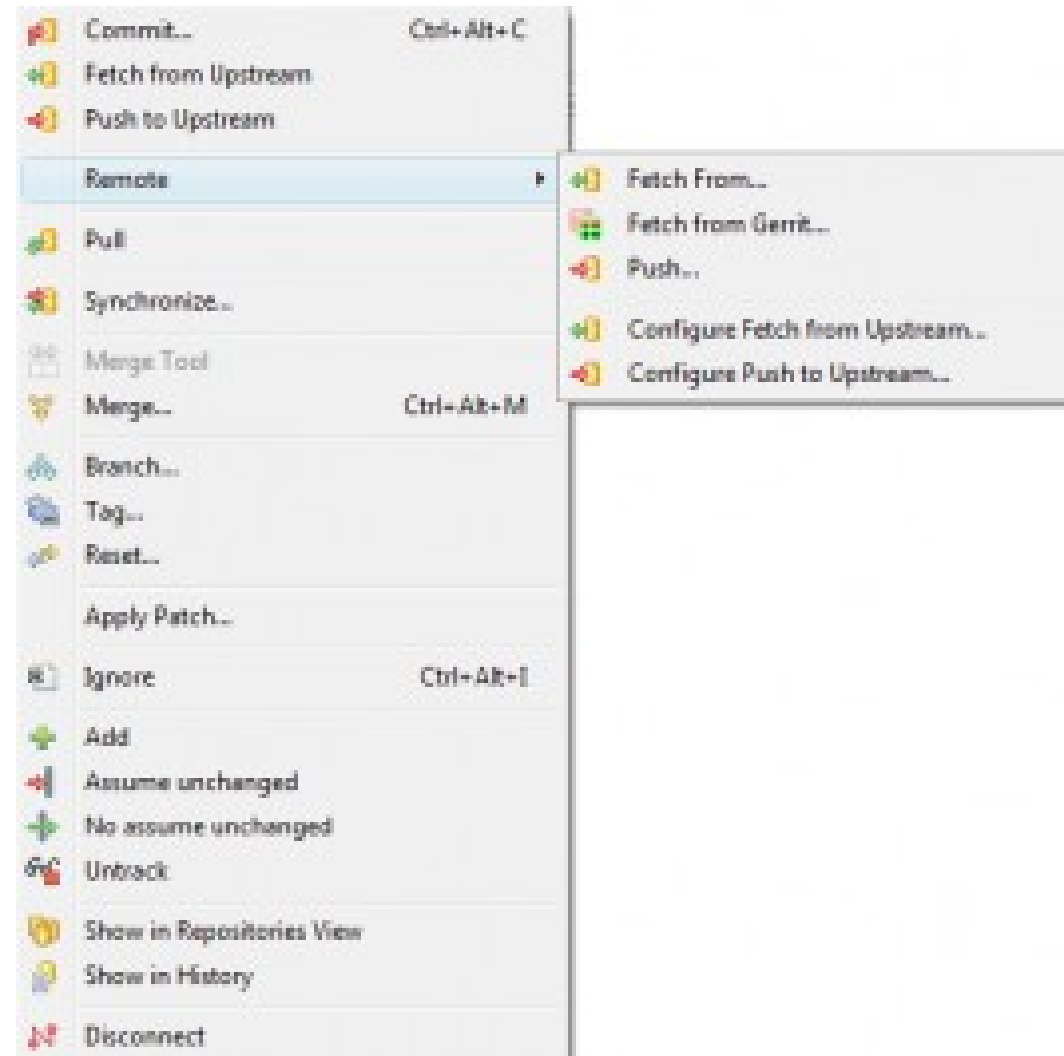 Commit... Ctrl+Alt+C
Fetch from Upstream
Push to Upstream
Remote
Pull
Synchronize...
Merge Tool
Merge... Ctrl+Alt+M
Branch...
Tag...
Reset...
Apply Patch...
Ignore Ctrl+Alt+I
Add
Assume unchanged
No assume unchanged
Untrack
Show in Repositories View
Show in History
Disconnect
Fetch From...
Fetch from Gerrit...
Push...
Configure Fetch from Upstream...
Configure Push to Upstream...